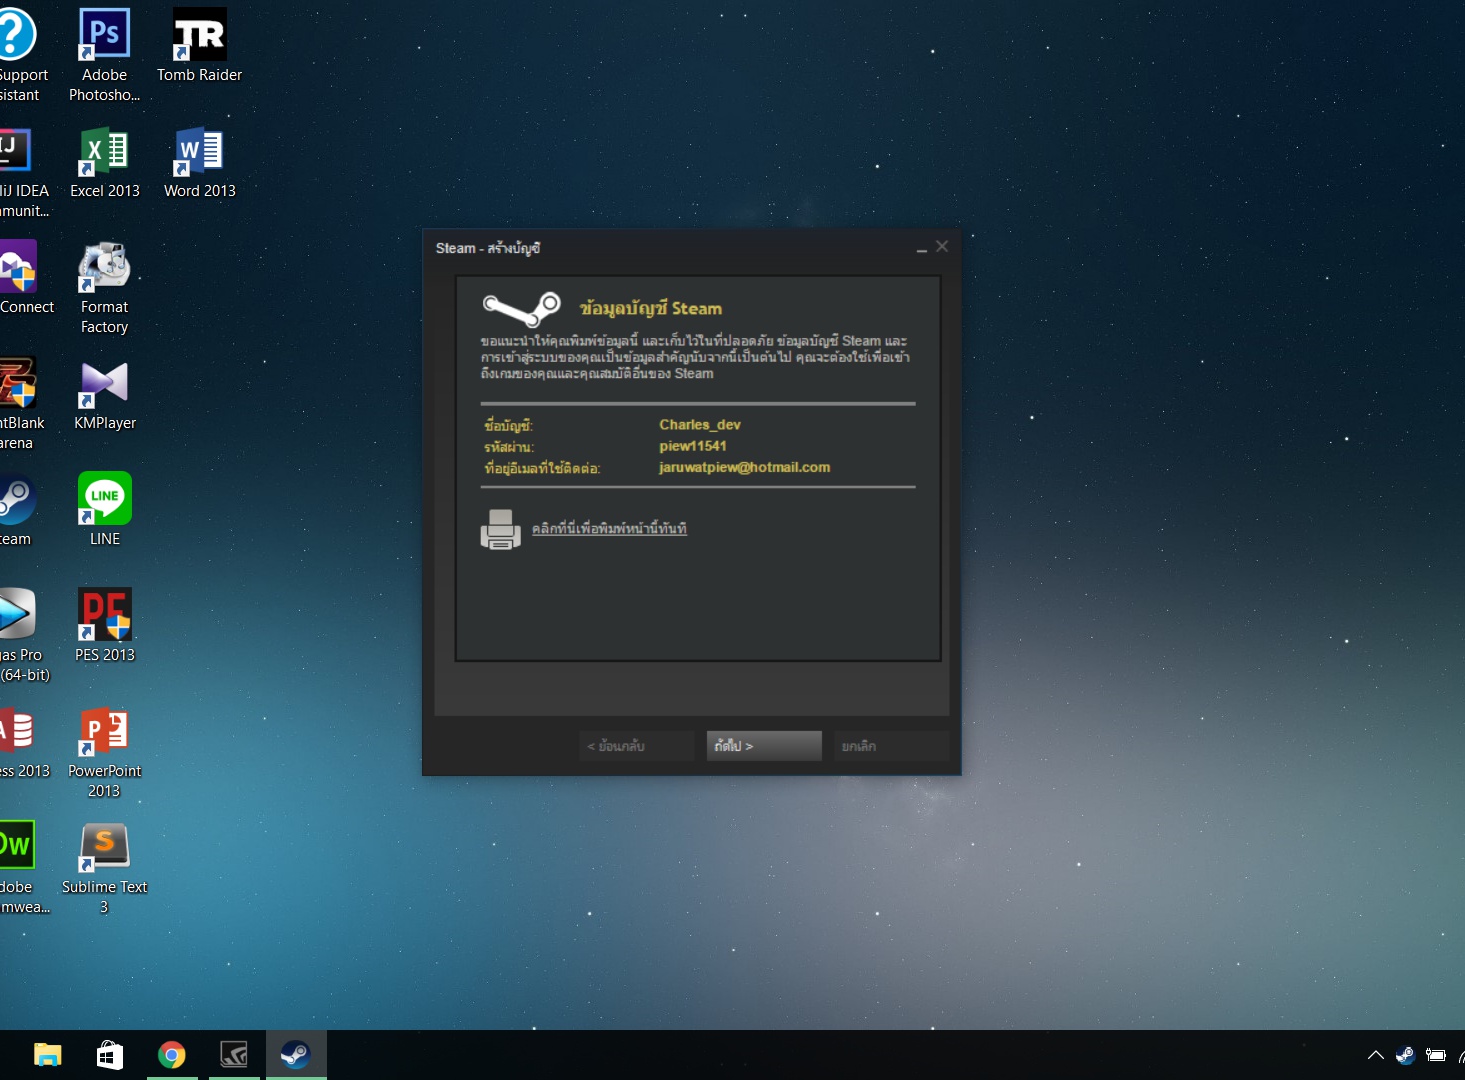 Support
sistant
Adobe
Photosho...
TR
Tomb Raider
liJ IDEA
munit...
Excel 2013
Word 2013
Connect
Format
Factory
ntBlank
arena
KMPlayer
team
LINE
LINE
gas Pro
(64-bit)
PES 2013
ess 2013
PowerPoint
2013
dobe
mwea...
Sublime Text
3
Steam - สร้างบัญชี
ข้อมูลบัญชี Steam
ขอแนะนำให้คุณพิมพ์ข้อมูลนี้ และเก็บไว้ในที่ปลอดภัย ข้อมูลบัญชี Steam และ
การเข้าสู่ระบบของคุณเป็นข้อมูลสำคัญนับจากนี้เป็นต้นไป คุณจะต้องใช้เพื่อเข้า
ถึงเกมของคุณและคุณสมบัติอื่นของ Steam
ชื่อบัญชี: Charles_dev
รหัสผ่าน: piew11541
ที่อยู่อีเมลที่ใช้ติดต่อ: jaruwatpiew@hotmail.com
คลิกที่นี่เพื่อพิมพ์หน้านี้ทันที
< ย้อนกลับ
ถัดไป >
ยกเลิก